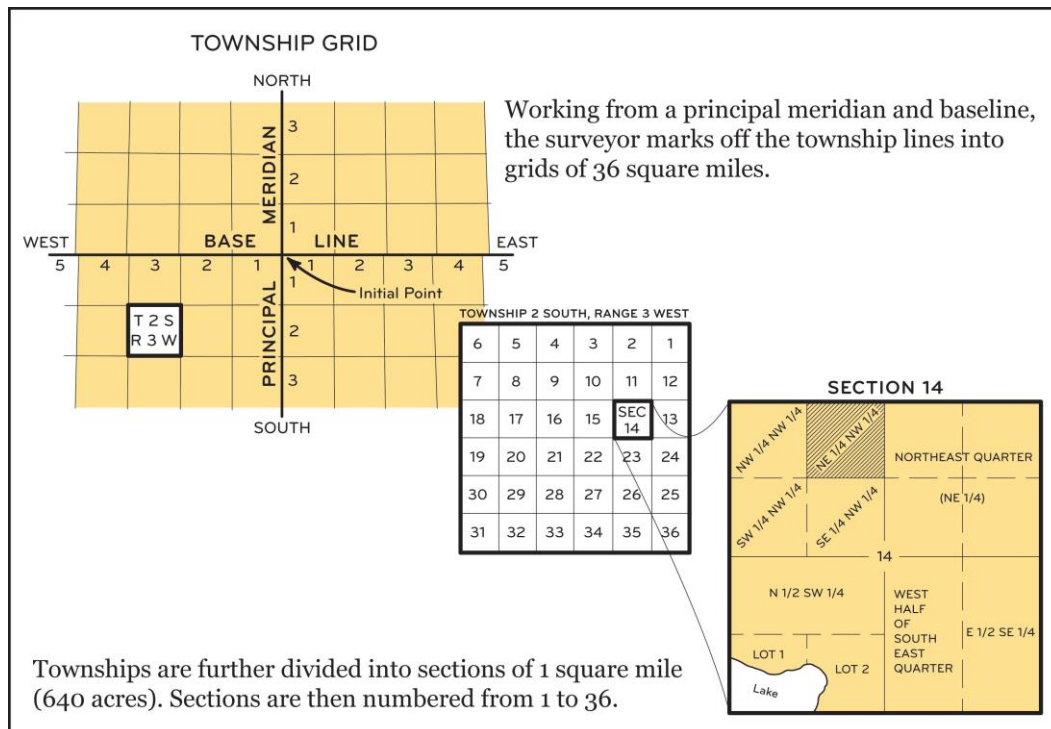 TOWNSHIP GRID
NORTH
Working from a principal meridian and baseline,
the surveyor marks off the township lines into
grids of 36 square miles.
3
2
1
MERIDIAN
WEST
BASE
LINE
EAST
5 4 3 2 1 1 2 3 4 5
Initial Point
1
2
3
PRINCIPAL
T 2 S
R 3 W
SOUTH
TOWNSHIP 2 SOUTH, RANGE 3 WEST
6 5 4 3 2 1
7 8 9 10 11 12
18 17 16 15 SEC 14 13
19 20 21 22 23 24
30 29 28 27 26 25
31 32 33 34 35 36
SECTION 14
NW 1/4 NW 1/4
NE 1/4 NW 1/4
NORTHEAST QUARTER
(NE 1/4)
SW 1/4 NW 1/4
SE 1/4 NW 1/4
14
N 1/2 SW 1/4
WEST
HALF
OF
SOUTH
EAST
QUARTER
E 1/2 SE 1/4
LOT 1
LOT 2
Lake
Townships are further divided into sections of 1 square mile
(640 acres). Sections are then numbered from 1 to 36.